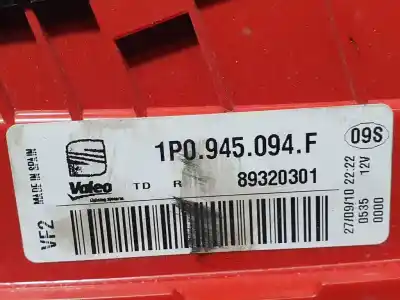 MADE IN SPAIN
VF2
1P0.945.094.F
Valeo
TD R 89320301
09S
27/09/10 22:22
0535 12V
0000